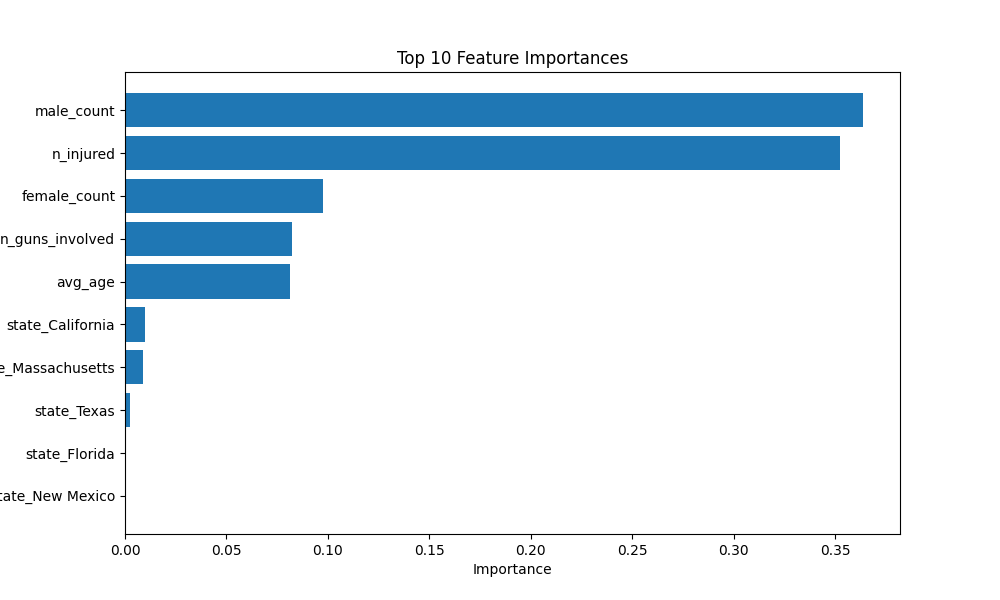 Top 10 Feature Importances
male_count
n_injured
female_count
n_guns_involved
avg_age
state_California
e_Massachusetts
state_Texas
state_Florida
tate_New Mexico
0.00 0.05 0.10 0.15 0.20 0.25 0.30 0.35
Importance